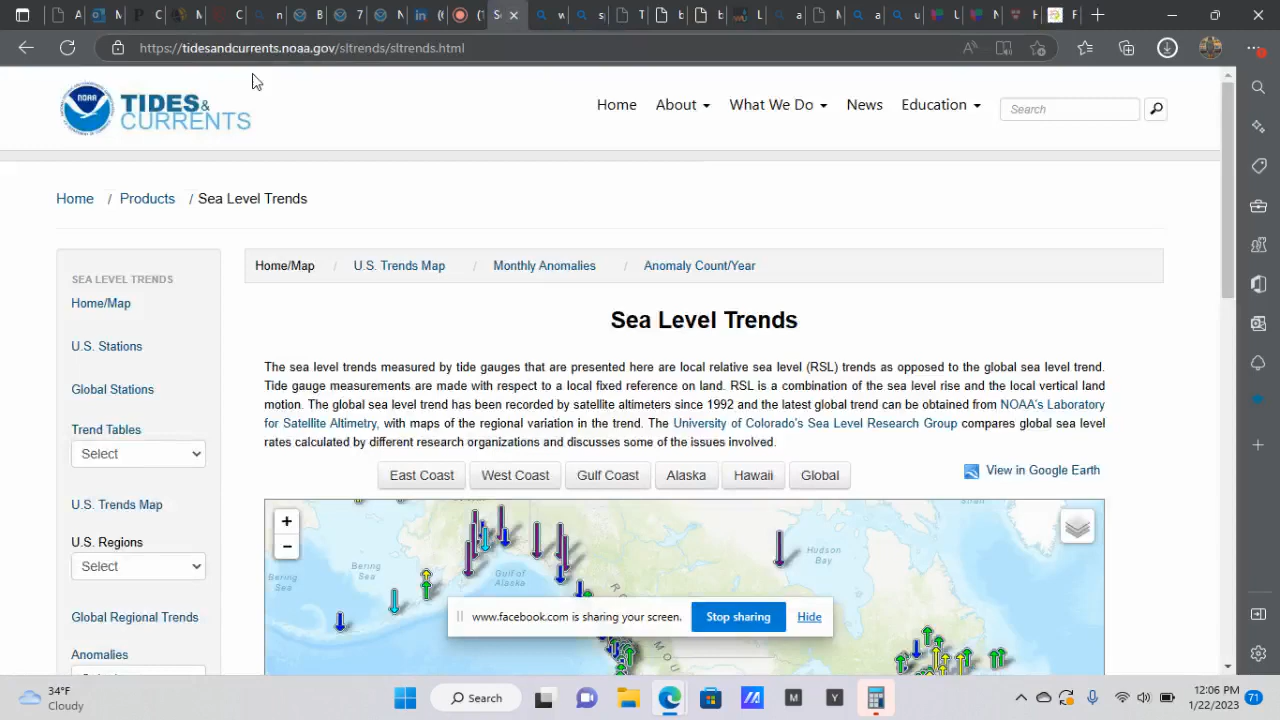 A
P
C
M
C
n
B
7
N
(
(1
S
w
s
T
b
b
L
a
M
a
u
L
N
H
F
https://tidesandcurrents.noaa.gov/sltrends/sltrends.html
NOAA
TIDES&
CURRENTS
Home About What We Do News Education Search
Home / Products / Sea Level Trends
Home/Map / U.S. Trends Map / Monthly Anomalies / Anomaly Count/Year
SEA LEVEL TRENDS
Home/Map
U.S. Stations
Global Stations
Trend Tables
Select
U.S. Trends Map
U.S. Regions
Select
Global Regional Trends
Anomalies
Sea Level Trends
The sea level trends measured by tide gauges that are presented here are local relative sea level (RSL) trends as opposed to the global sea level trend.
Tide gauge measurements are made with respect to a local fixed reference on land. RSL is a combination of the sea level rise and the local vertical land
motion. The global sea level trend has been recorded by satellite altimeters since 1992 and the latest global trend can be obtained from NOAA's Laboratory
for Satellite Altimetry, with maps of the regional variation in the trend. The University of Colorado's Sea Level Research Group compares global sea level
rates calculated by different research organizations and discusses some of the issues involved.
East Coast West Coast Gulf Coast Alaska Hawaii Global
View in Google Earth
+
−
Bering
Sea
Bering
Sea
Gulf of
Alaska
Hudson
Bay
R
O
M
O
U
www.facebook.com is sharing your screen. Stop sharing Hide
34°F
Cloudy
Search
M
Y
12:06 PM
1/22/2023
71